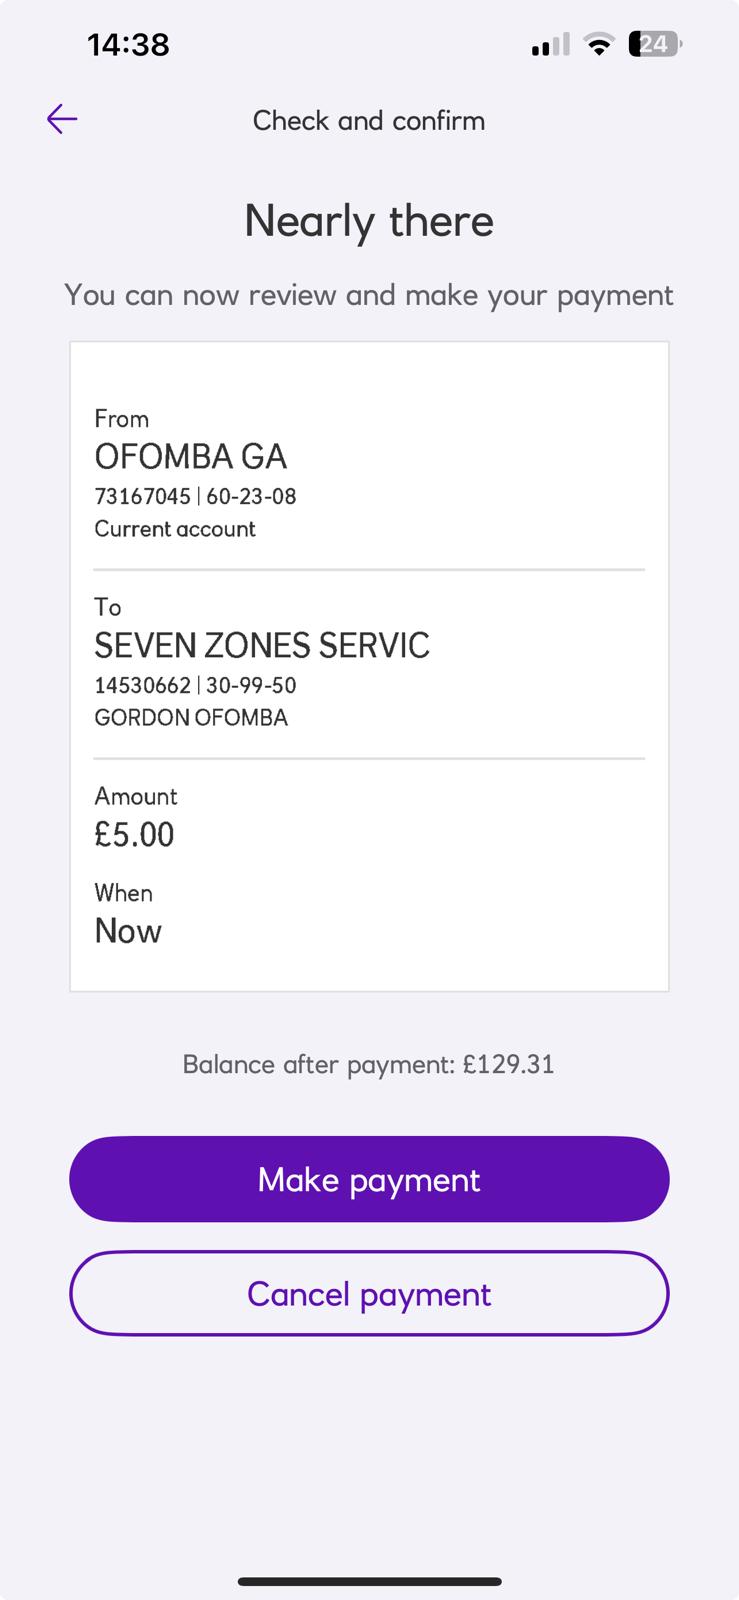 14:38
24
Check and confirm
Nearly there
You can now review and make your payment
From
OFOMBA GA
73167045 | 60-23-08
Current account
To
SEVEN ZONES SERVIC
14530662 | 30-99-50
GORDON OFOMBA
Amount
£5.00
When
Now
Balance after payment: £129.31
Make payment
Cancel payment